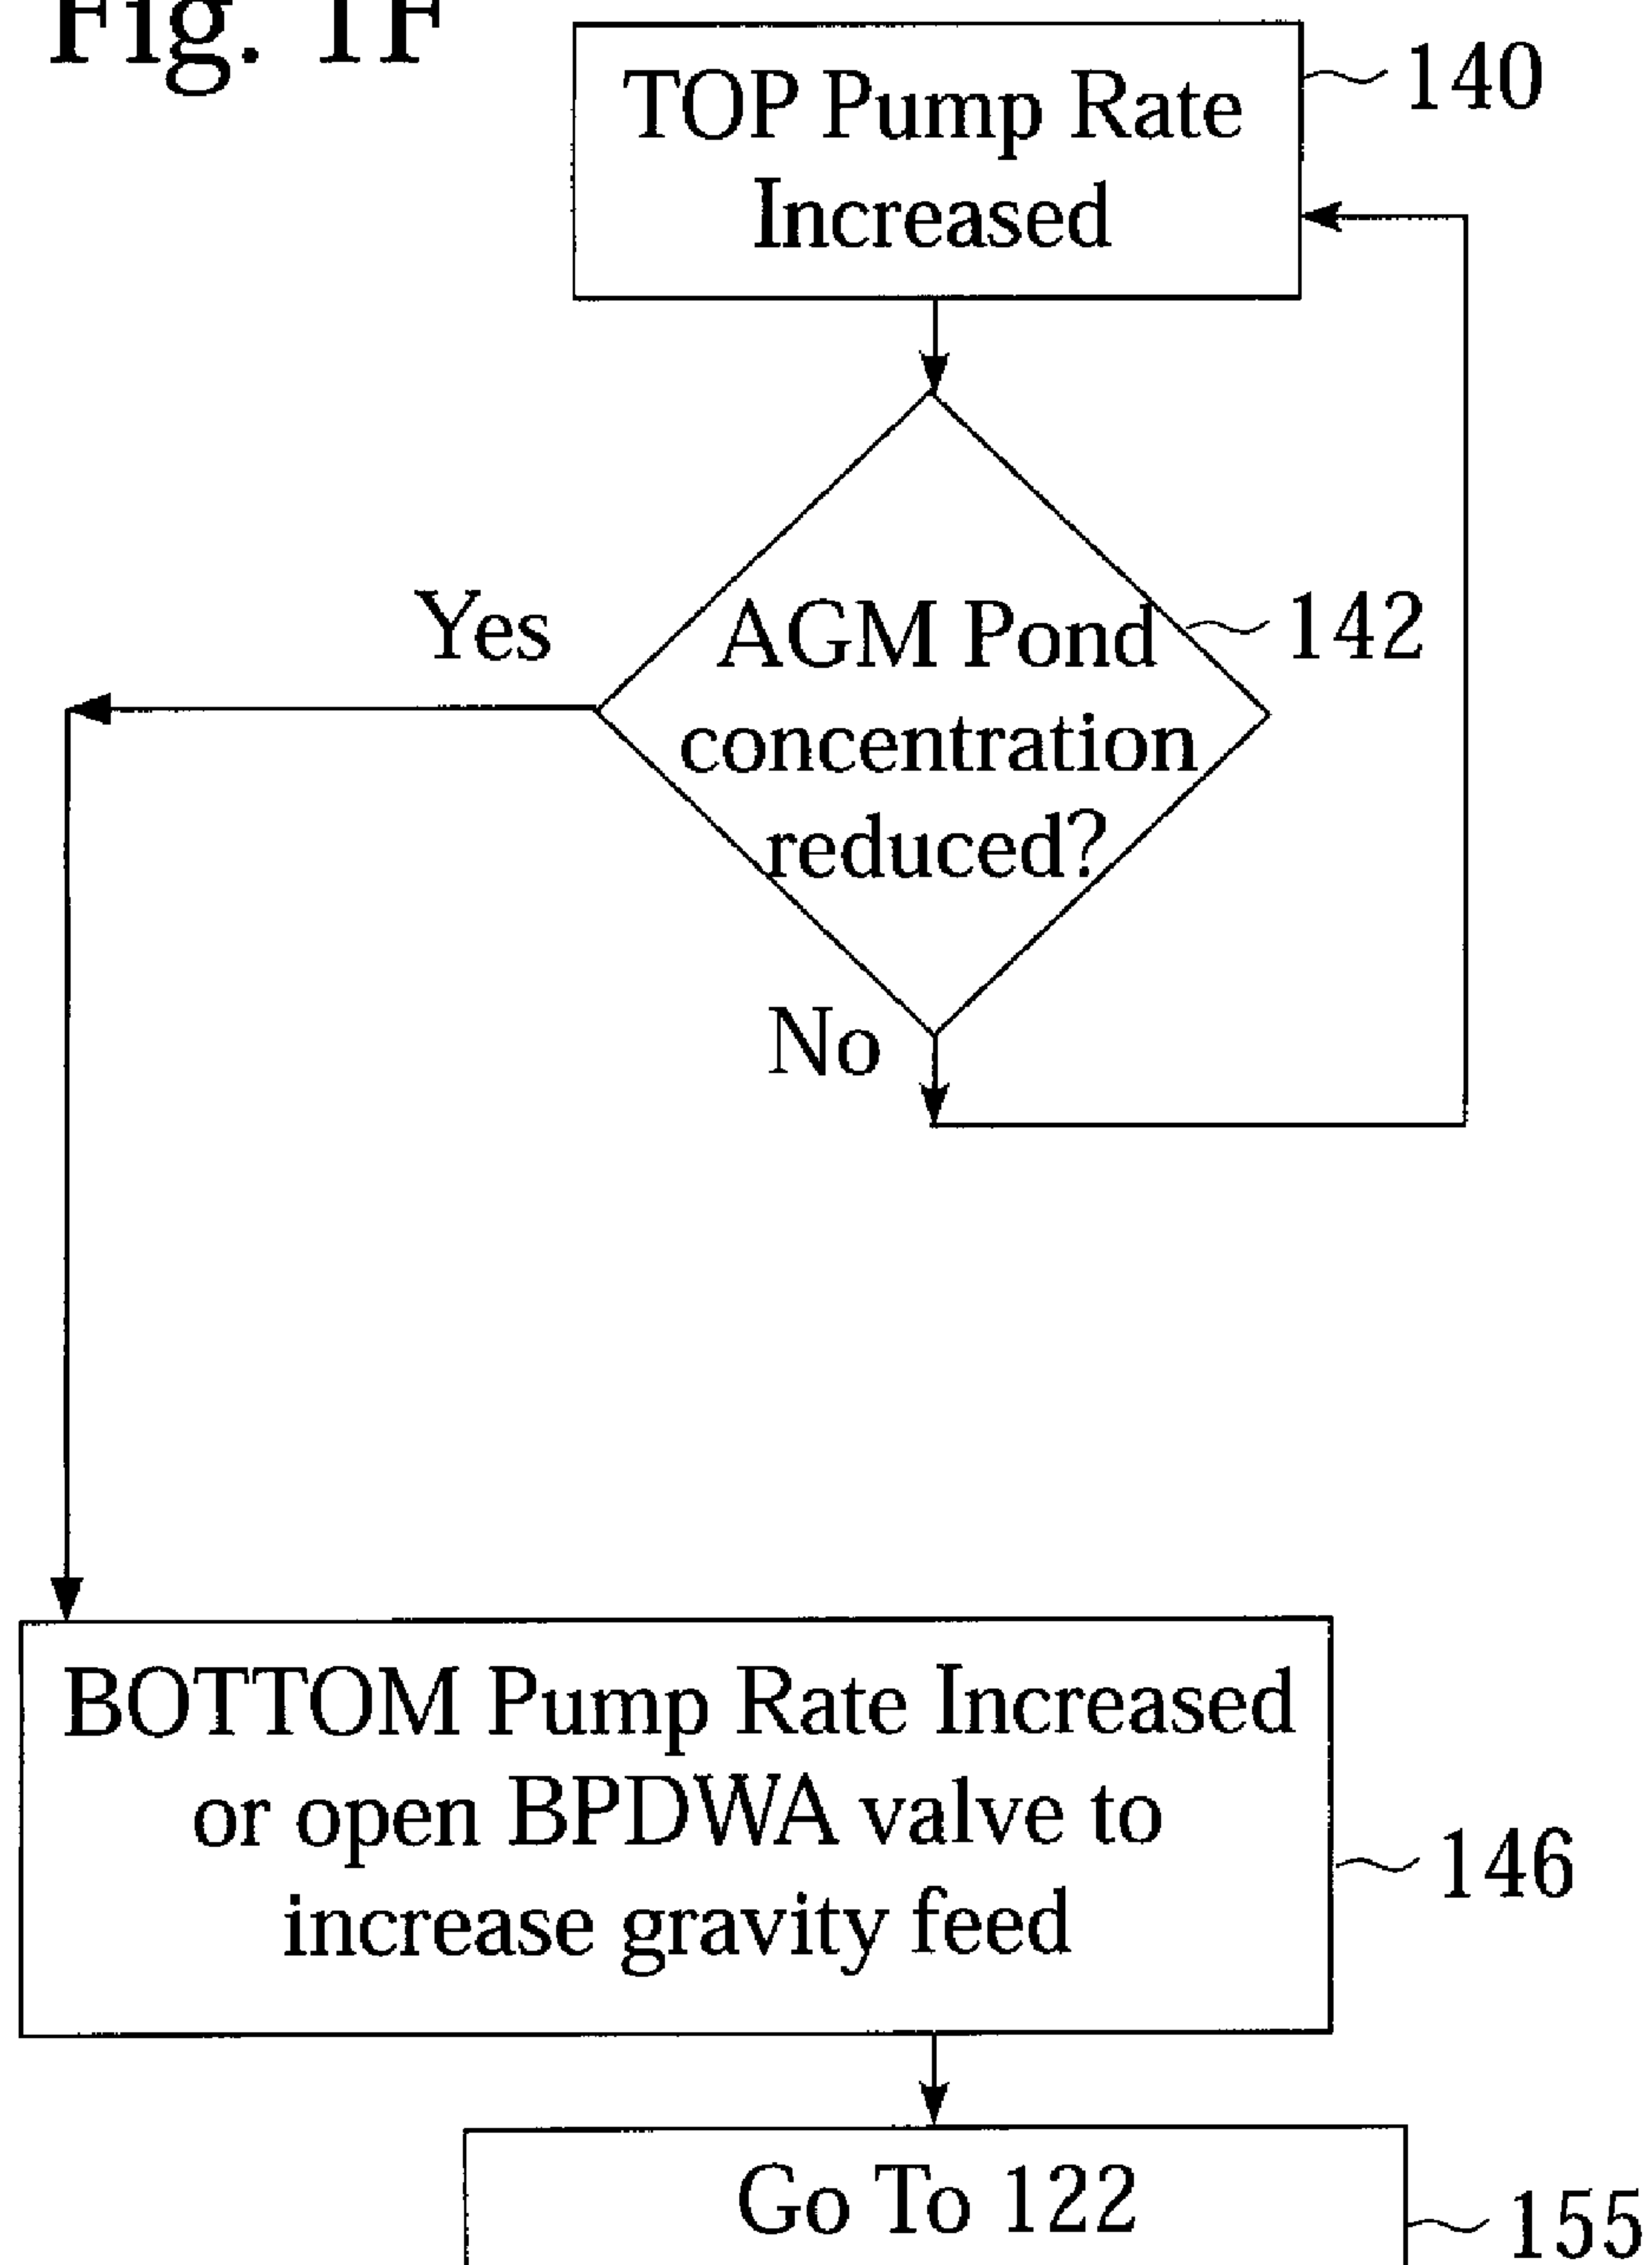 Fig. 1F
TOP Pump Rate
Increased
140
AGM Pond
concentration
reduced?
142
Yes
No
BOTTOM Pump Rate Increased
or open BPDWA valve to
increase gravity feed
146
Go To 122
155